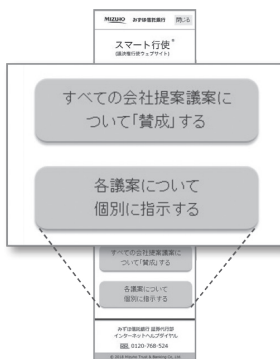 MIZUHO みずほ信託銀行 閉じる
スマート行使®
(議決権行使ウェブサイト)
すべての会社提案議案に
ついて「賛成」する
各議案について
個別に指示する
すべての会社提案議案に
ついて「賛成」する
各議案について
個別に指示する
みずほ信託銀行 証券代行部
インターネットヘルプダイヤル
0120-768-524
© 2018 Mizuho Trust & Banking Co., Ltd.